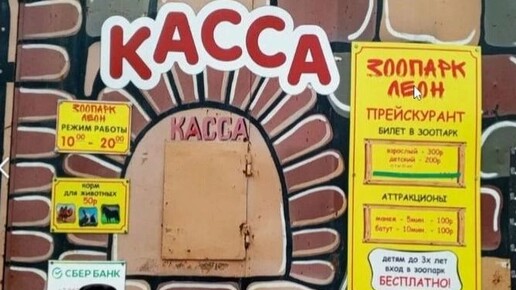 КАССА
КАССА
ЗООПАРК
ЛЕОН
РЕЖИМ РАБОТЫ
10⁰⁰ - 20⁰⁰
корм
для животных
50р
СБЕР БАНК
ЗООПАРК
ЛЕОН
ПРЕЙСКУРАНТ
БИЛЕТ В ЗООПАРК
взрослый - 300р
детский - 200р
АТТРАКЦИОНЫ
манеж - 5мин - 100р
батут - 10мин - 100р
детям до 3х лет
вход в зоопарк
БЕСПЛАТНО!